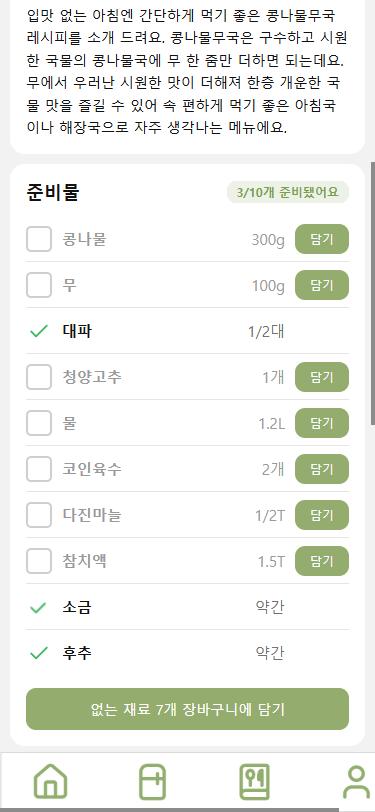 입맛 없는 아침엔 간단하게 먹기 좋은 콩나물무국
레시피를 소개 드려요. 콩나물무국은 구수하고 시원
한 국물의 콩나물국에 무 한 줌만 더하면 되는데요.
무에서 우러난 시원한 맛이 더해져 한층 개운한 국
물 맛을 즐길 수 있어 속 편하게 먹기 좋은 아침국
이나 해장국으로 자주 생각나는 메뉴에요.
준비물 3/10개 준비됐어요
콩나물 300g 담기
무 100g 담기
대파 1/2대
청양고추 1개 담기
물 1.2L 담기
코인육수 2개 담기
다진마늘 1/2T 담기
참치액 1.5T 담기
소금 약간
후추 약간
없는 재료 7개 장바구니에 담기